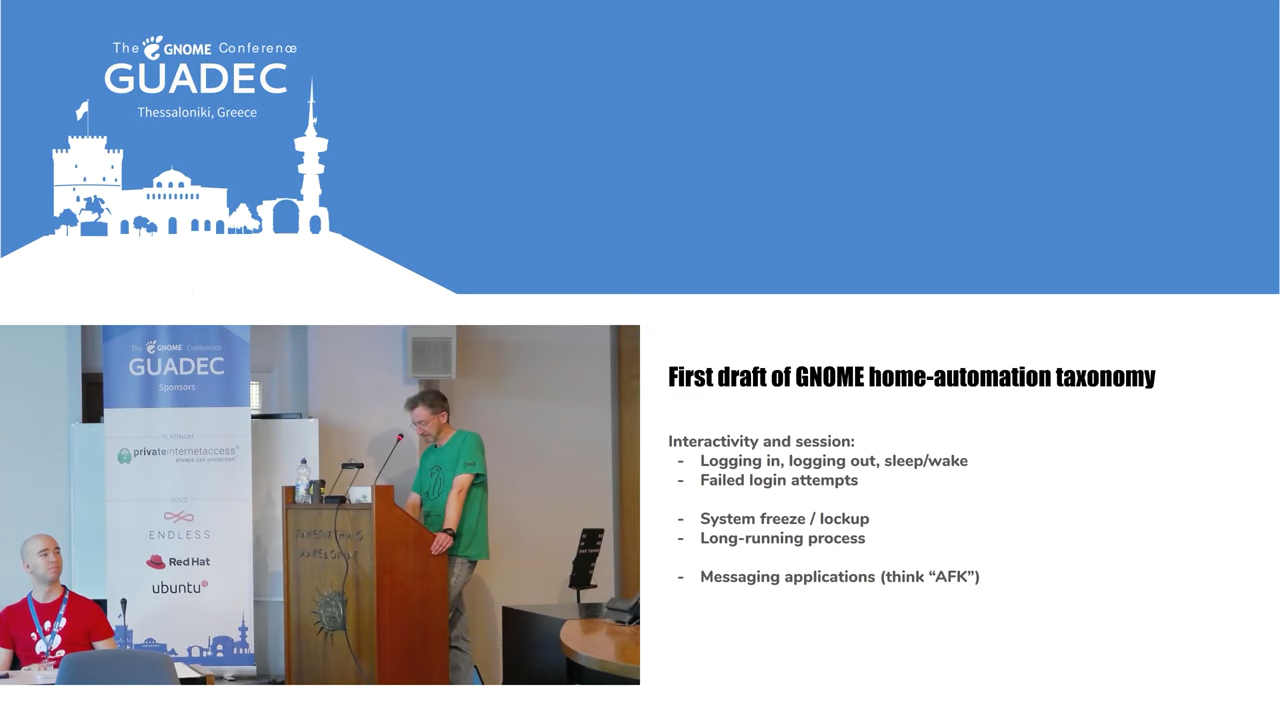 The GNOME Conference
GUADEC
Thessaloniki, Greece
The GNOME Conference
GUADEC
Sponsors
PLATINUM
privateinternetaccess®
always use protection
GOLD
ENDLESS
Red Hat
ubuntu
ΠΑΝΕΠΙΣΤΗΜΙΟ
ΜΑΚΕΔΟΝΙΑΣ
First draft of GNOME home-automation taxonomy
Interactivity and session:
- Logging in, logging out, sleep/wake
- Failed login attempts
- System freeze / lockup
- Long-running process
- Messaging applications (think “AFK”)